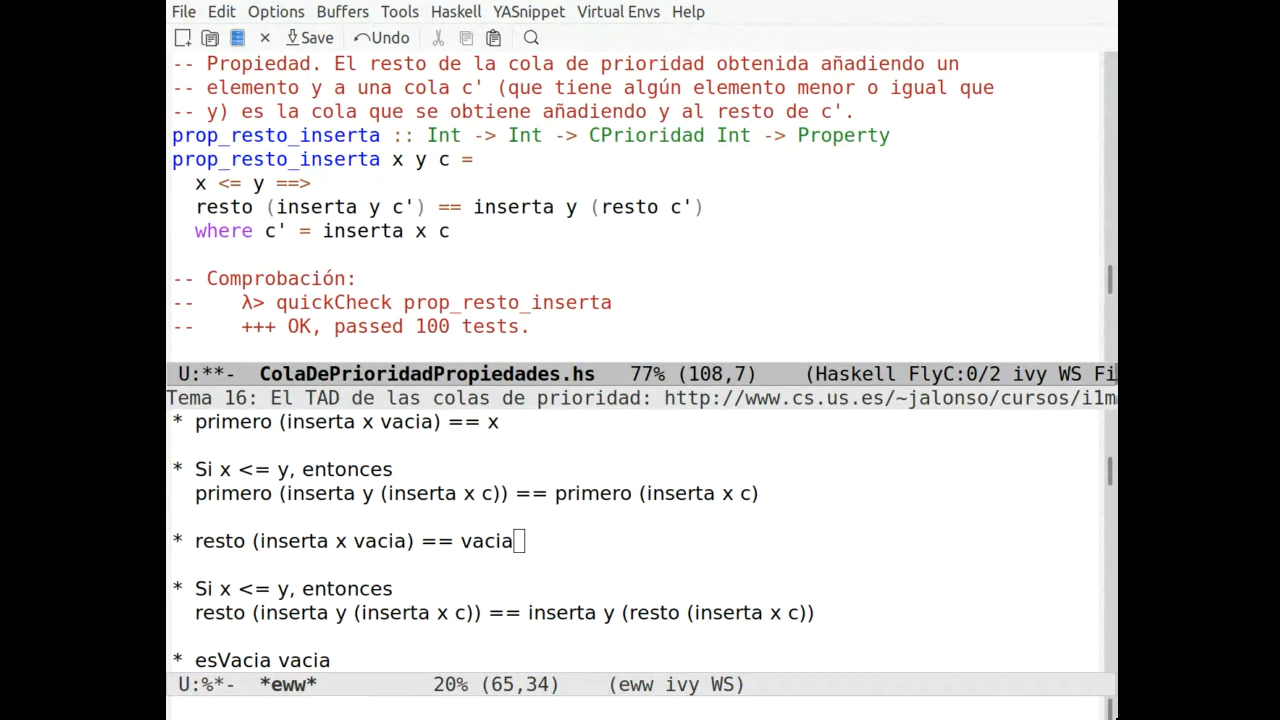 File Edit Options Buffers Tools Haskell YASnippet Virtual Envs Help
Save Undo
-- Propiedad. El resto de la cola de prioridad obtenida añadiendo un
-- elemento y a una cola c' (que tiene algún elemento menor o igual que
-- y) es la cola que se obtiene añadiendo y al resto de c'.
prop_resto_inserta :: Int -> Int -> CPrioridad Int -> Property
prop_resto_inserta x y c =
x <= y ==>
resto (inserta y c') == inserta y (resto c')
where c' = inserta x c
-- Comprobación:
-- λ> quickCheck prop_resto_inserta
-- +++ OK, passed 100 tests.
U:**- ColaDePrioridadPropiedades.hs 77% (108,7) (Haskell FlyC:0/2 ivy WS Fi
Tema 16: El TAD de las colas de prioridad: http://www.cs.us.es/~jalonso/cursos/i1m
* primero (inserta x vacia) == x
* Si x <= y, entonces
primero (inserta y (inserta x c)) == primero (inserta x c)
* resto (inserta x vacia) == vacia
* Si x <= y, entonces
resto (inserta y (inserta x c)) == inserta y (resto (inserta x c))
* esVacia vacia
U:%*- *eww* 20% (65,34) (eww ivy WS)